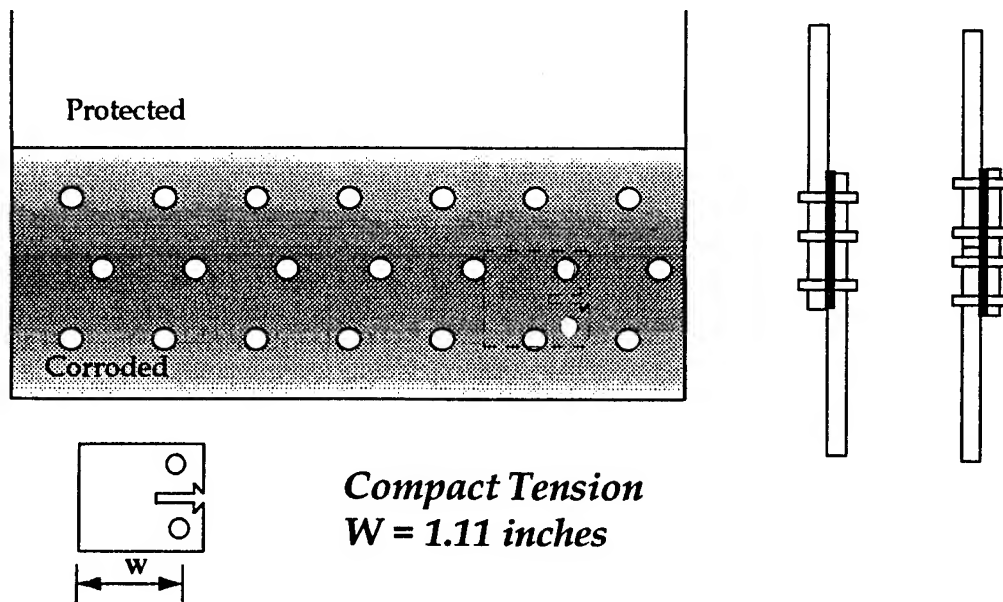 Protected
Corroded
Compact Tension
W = 1.11 inches
w